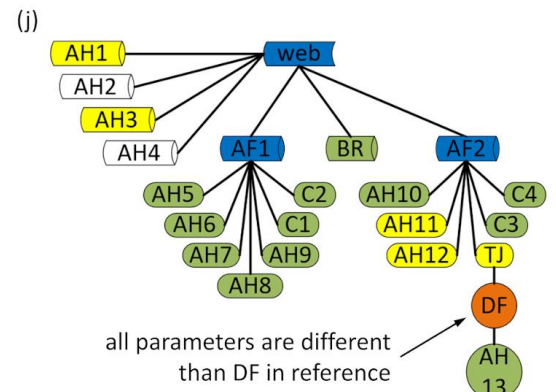 (j)
AH1 web
AH2
AH3
AH4 AF1 BR AF2
AH5 C2 AH10 C4
AH6 C1 AH11 C3
AH7 AH9 AH12 TJ
AH8
DF
all parameters are different
than DF in reference
AH
13